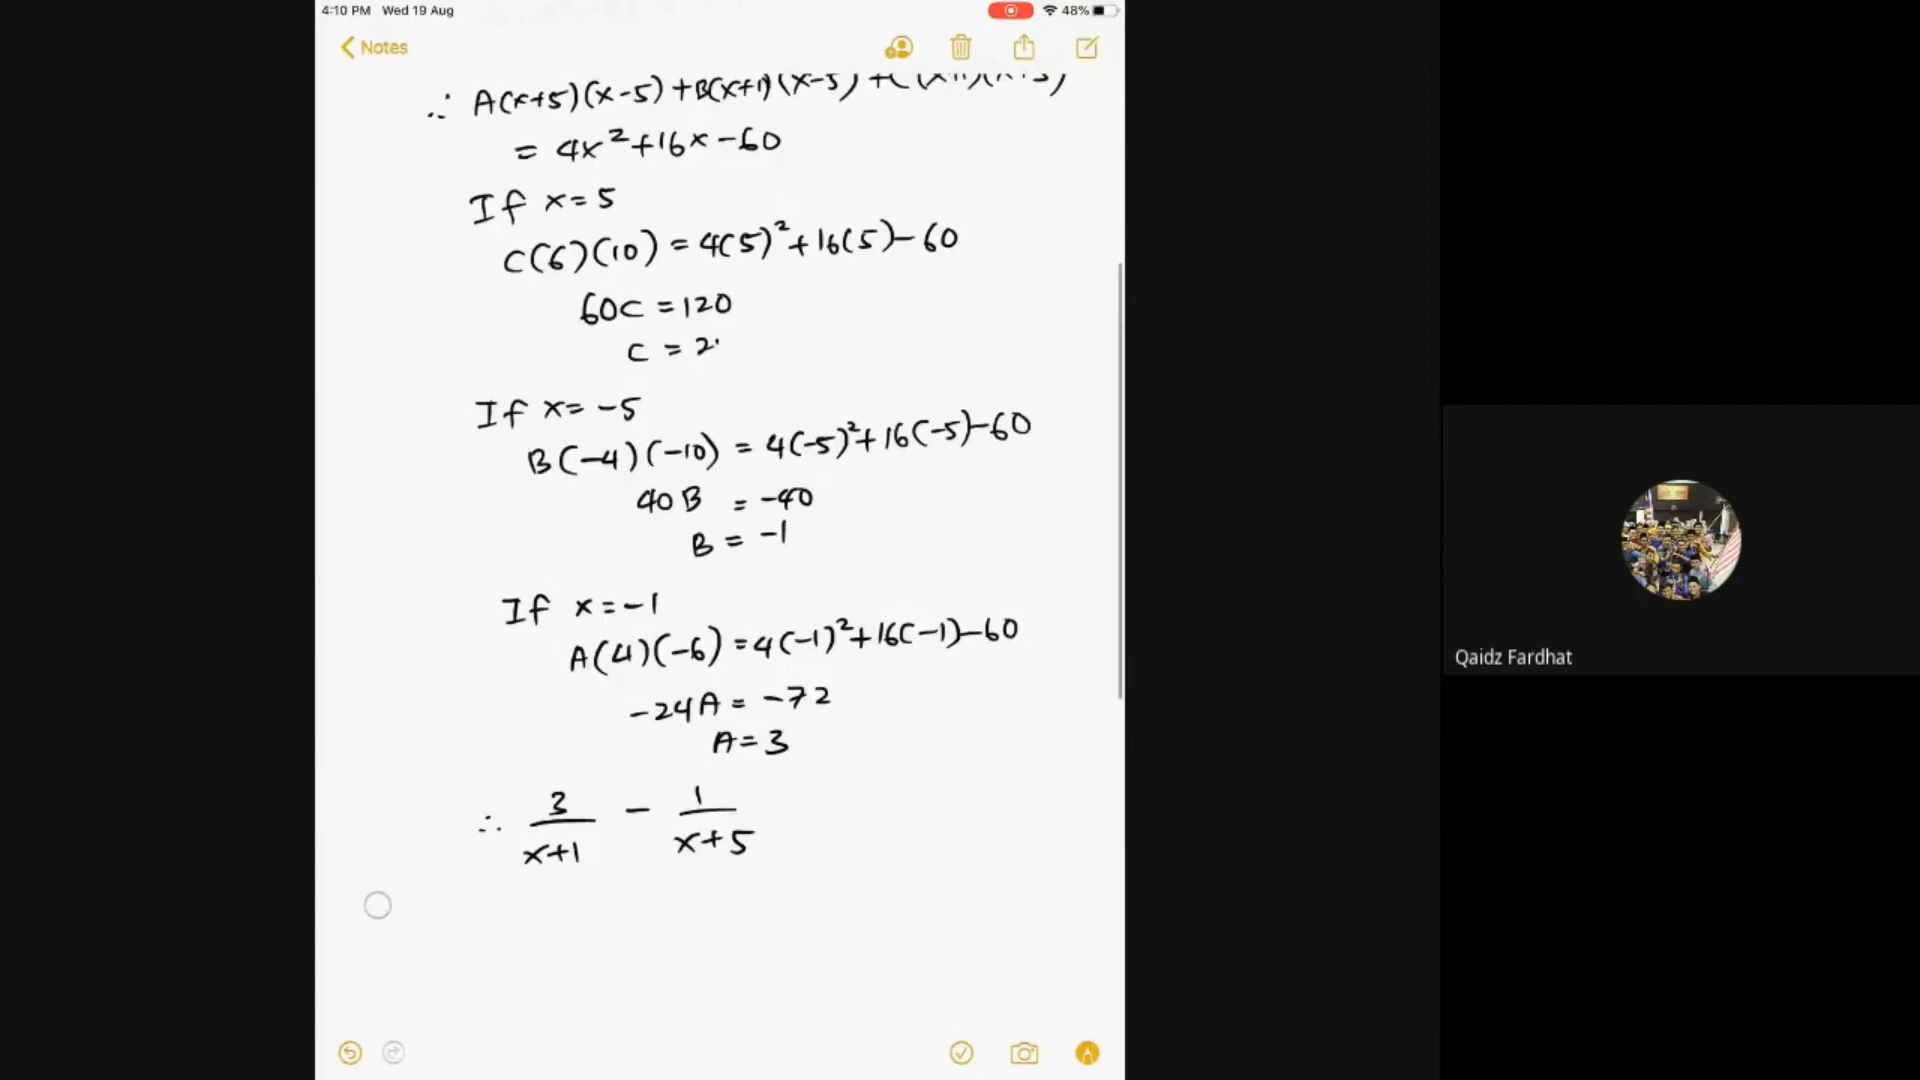 4:10 PM Wed 19 Aug
48%
Notes
∴ A(x+5)(x-5)+B(x+1)(x-5)+C(x+1)(x+5)
= 4x²+16x-60
If x=5
C(6)(10) = 4(5)²+16(5)-60
60C = 120
C = 2.
If x= -5
B(-4)(-10) = 4(-5)²+16(-5)-60
40B = -40
B = -1
If x=-1
A(4)(-6) = 4(-1)²+16(-1)-60
-24A = -72
A=3
∴ 3/(x+1) - 1/(x+5)
Qaidz Fardhat